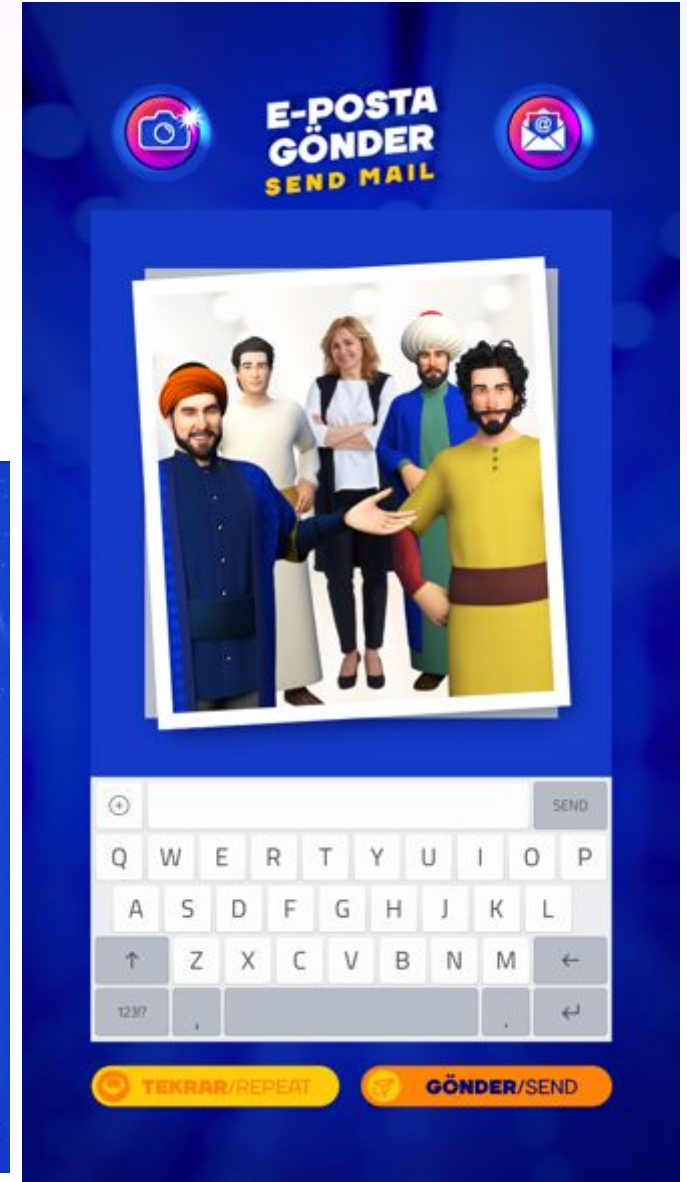 E-POSTA
GÖNDER
SEND MAIL
@
SEND
Q W E R T Y U I O P
A S D F G H J K L
↑ Z X C V B N M ←
123!? , . ↵
TEKRAR/REPEAT
GÖNDER/SEND